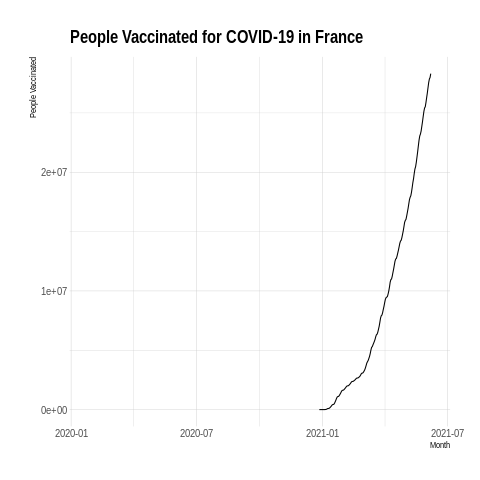 People Vaccinated for COVID-19 in France
People Vaccinated
2e+07
1e+07
0e+00
2020-01 2020-07 2021-01 2021-07
Month